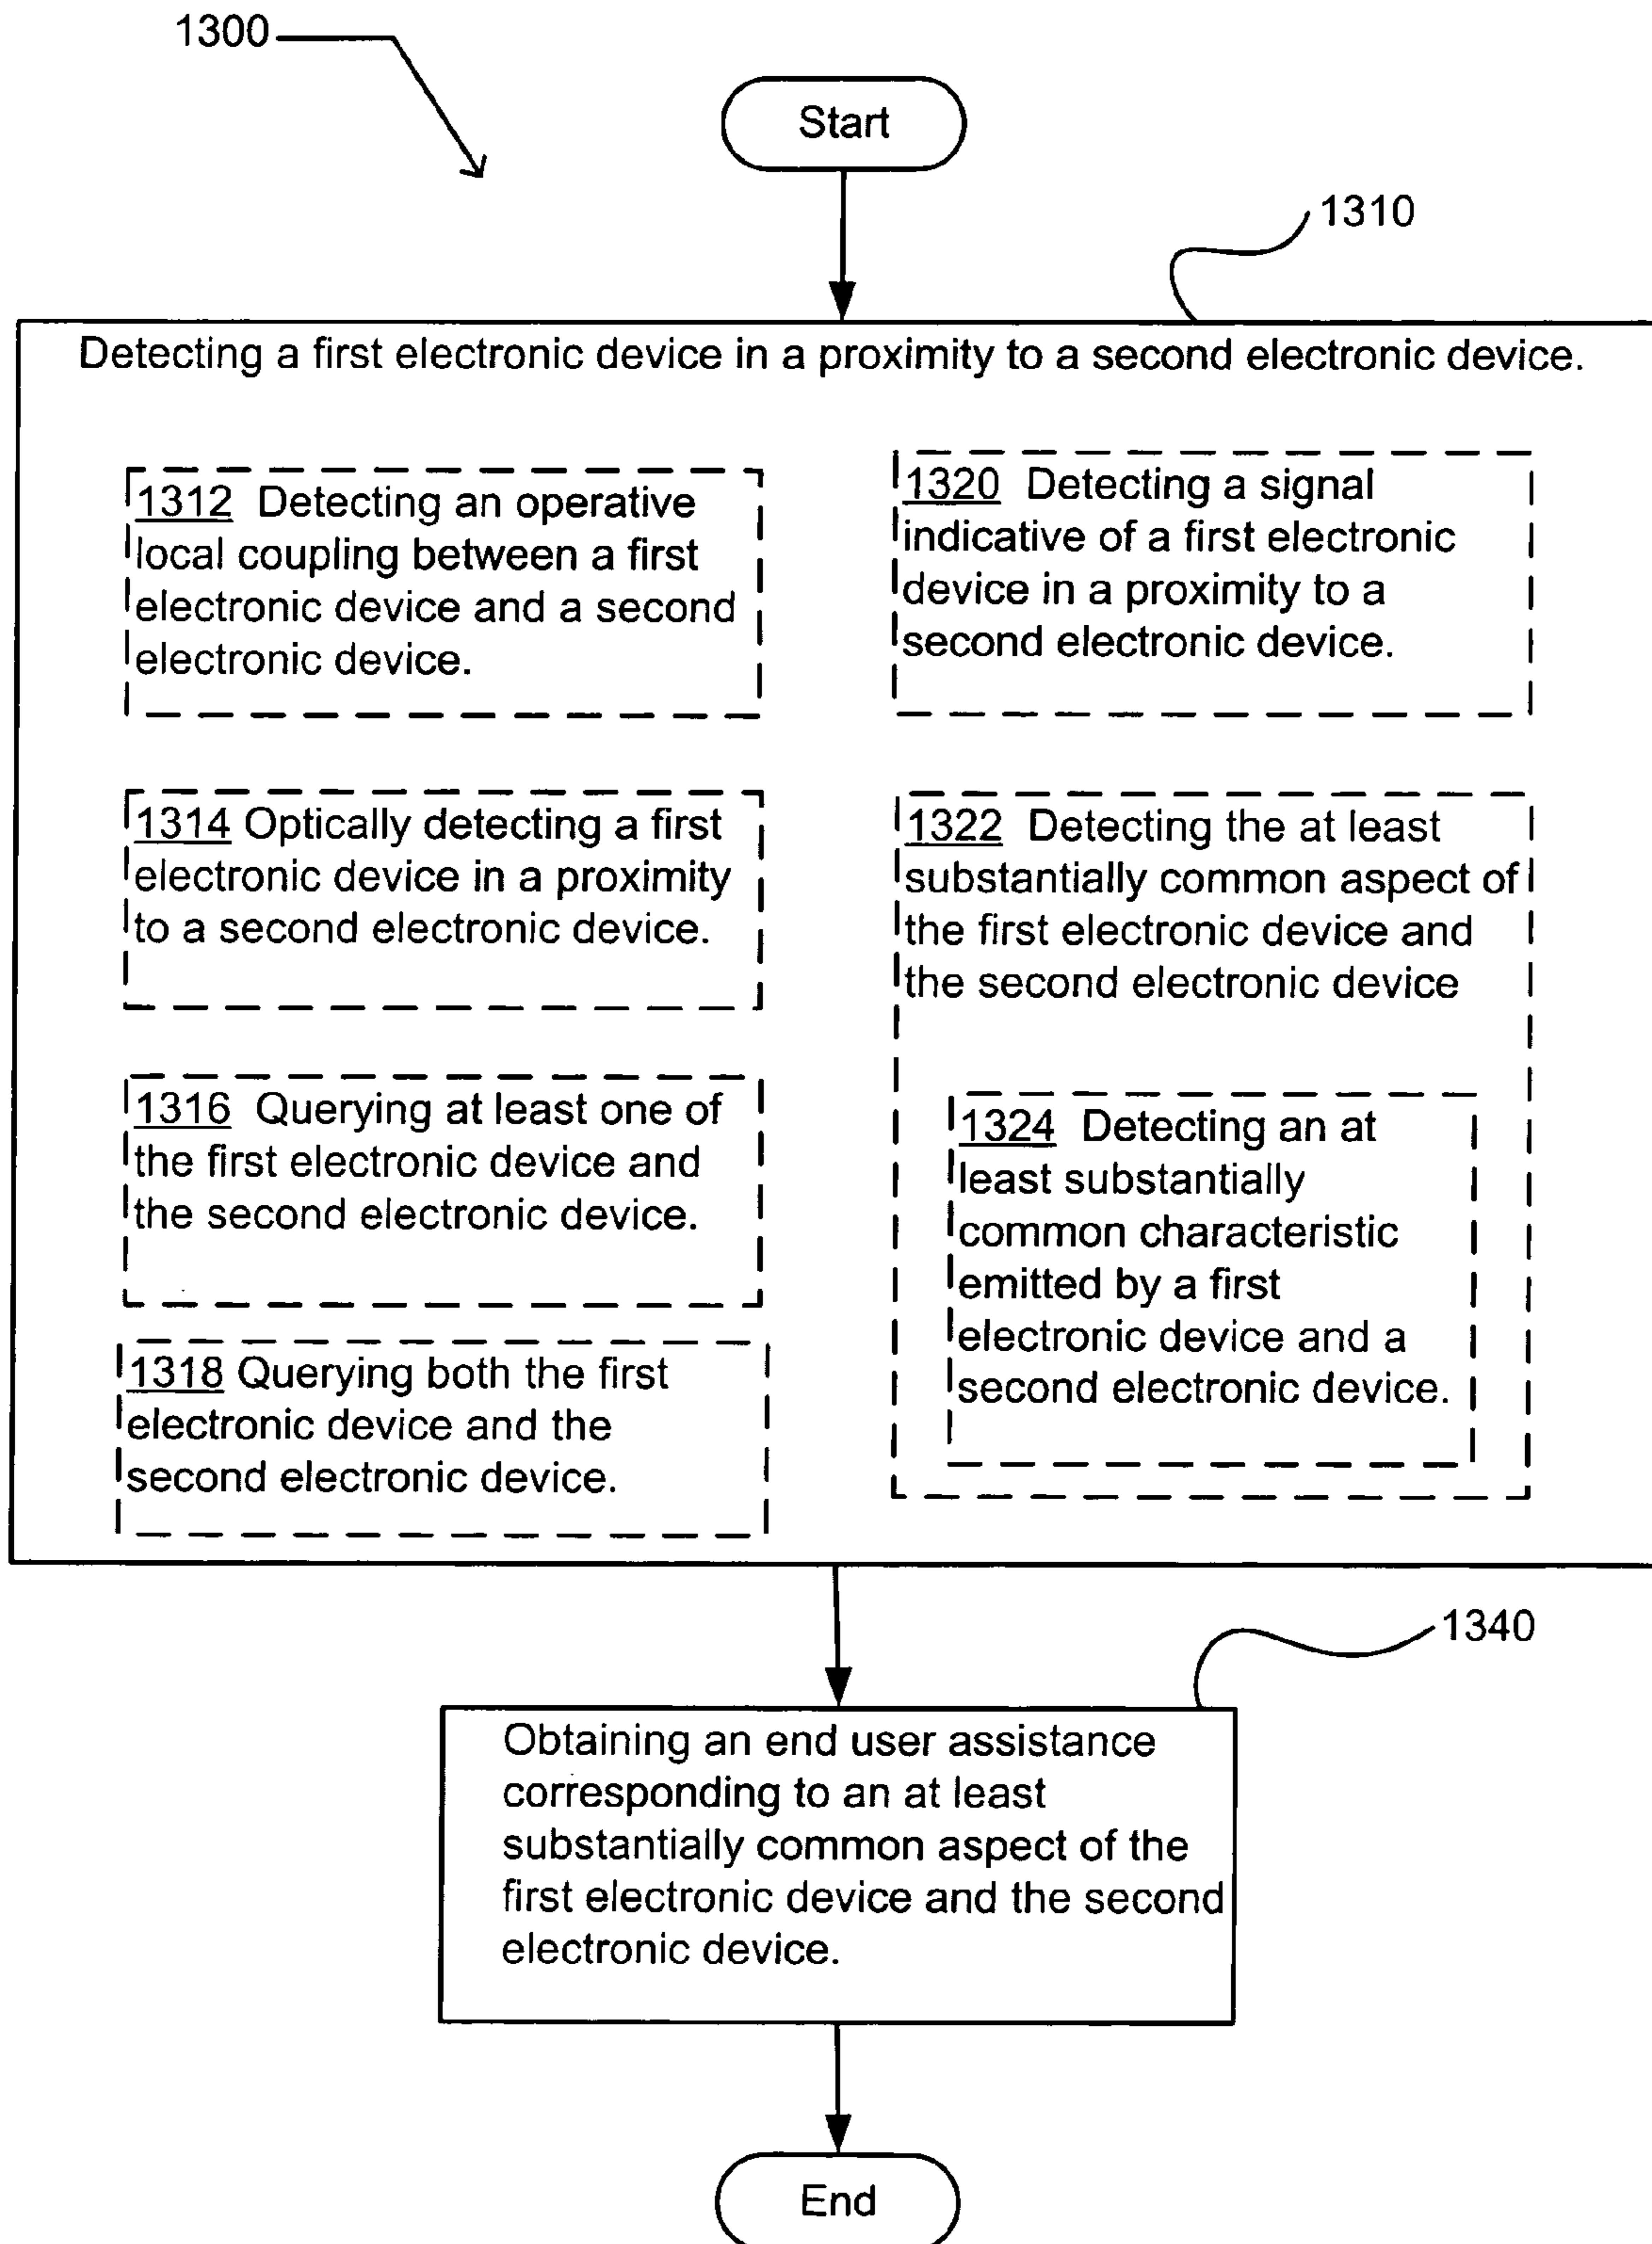 1300
Start
1310
Detecting a first electronic device in a proximity to a second electronic device.
1312 Detecting an operative
local coupling between a first
electronic device and a second
electronic device.
1314 Optically detecting a first
electronic device in a proximity
to a second electronic device.
1316 Querying at least one of
the first electronic device and
the second electronic device.
1318 Querying both the first
electronic device and the
second electronic device.
1320 Detecting a signal
indicative of a first electronic
device in a proximity to a
second electronic device.
1322 Detecting the at least
substantially common aspect of
the first electronic device and
the second electronic device
1324 Detecting an at
least substantially
common characteristic
emitted by a first
electronic device and a
second electronic device.
1340
Obtaining an end user assistance
corresponding to an at least
substantially common aspect of the
first electronic device and the second
electronic device.
End